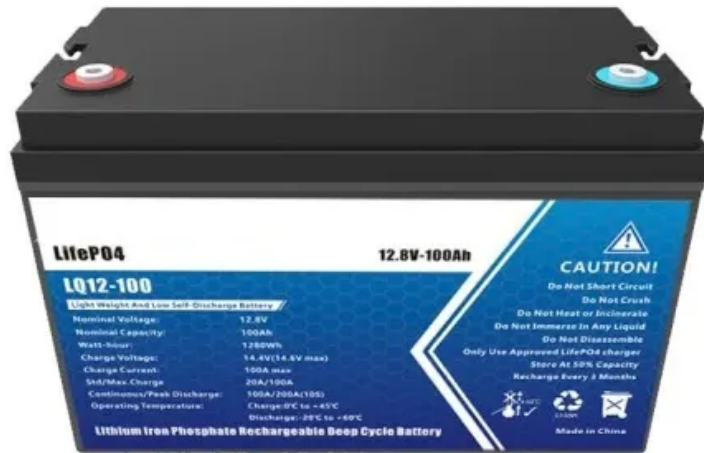 LifePO4
12.8V-100Ah
LQ12-100
Light Weight And Low Self-Discharge Battery
Nominal Voltage: 12.8V
Nominal Capacity: 100Ah
Watt-hour: 1280Wh
Charge Voltage: 14.4V(14.6V max)
Charge Current: 100A max
Std/Max.Charge 20A/100A
Continuous/Peak Discharge: 100A/200A(10S)
Operating Temperature: Charge:0℃ to ~45℃
Discharge:-20℃ to ~60℃
Lithium Iron Phosphate Rechargeable Deep Cycle Battery
CAUTION!
Do Not Short Circuit
Do Not Crush
Do Not Heat or Incinerate
Do Not Immerse In Any Liquid
Do Not Disassemble
Only Use Approved LifePO4 charger
Store At 50% Capacity
Recharge Every 3 Months
Made in China